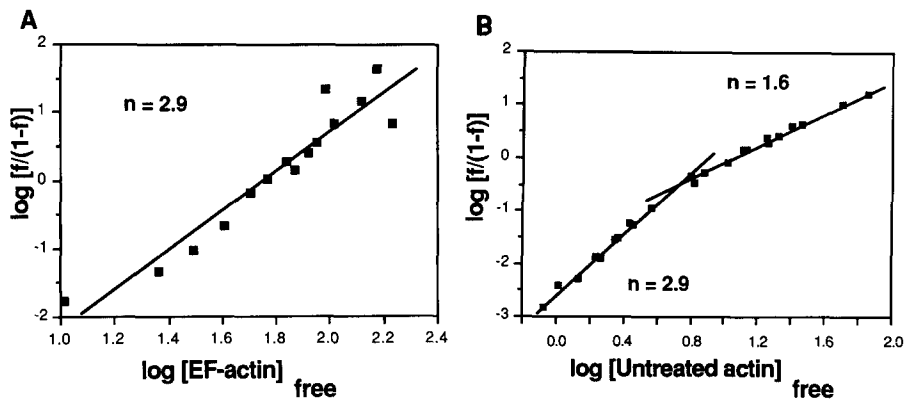 A
2
1
0
-1
-2
log [f/(1-f)]
n = 2.9
1.0
1.2
1.4
1.6
1.8
2.0
2.2
2.4
log [EF-actin]
free
B
2
1
0
-1
-2
-3
log [f/(1-f)]
n = 1.6
n = 2.9
0.0
0.4
0.8
1.2
1.6
2.0
log [Untreated actin]
free